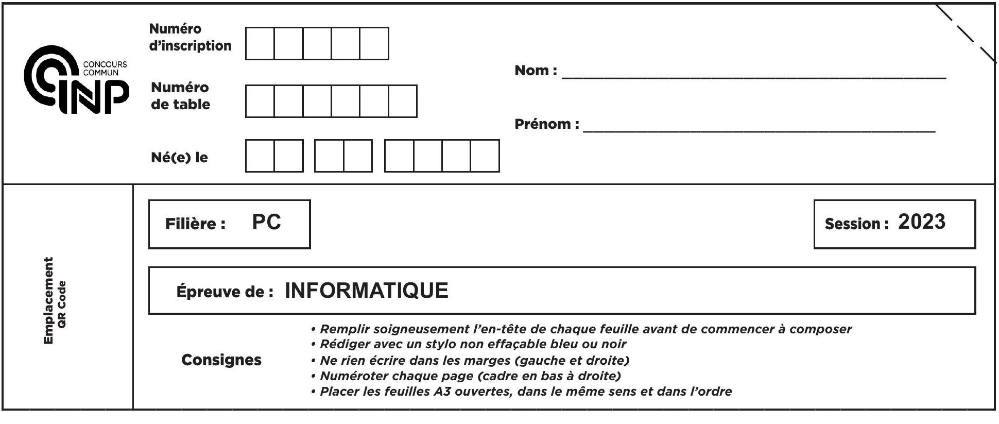 CONCOURS
COMMUN
INP
Numéro
d'inscription
Numéro
de table
Né(e) le
Nom :
Prénom :
Emplacement
QR Code
Filière : PC
Session : 2023
Épreuve de : INFORMATIQUE
Consignes
• Remplir soigneusement l'en-tête de chaque feuille avant de commencer à composer
• Rédiger avec un stylo non effaçable bleu ou noir
• Ne rien écrire dans les marges (gauche et droite)
• Numéroter chaque page (cadre en bas à droite)
• Placer les feuilles A3 ouvertes, dans le même sens et dans l'ordre